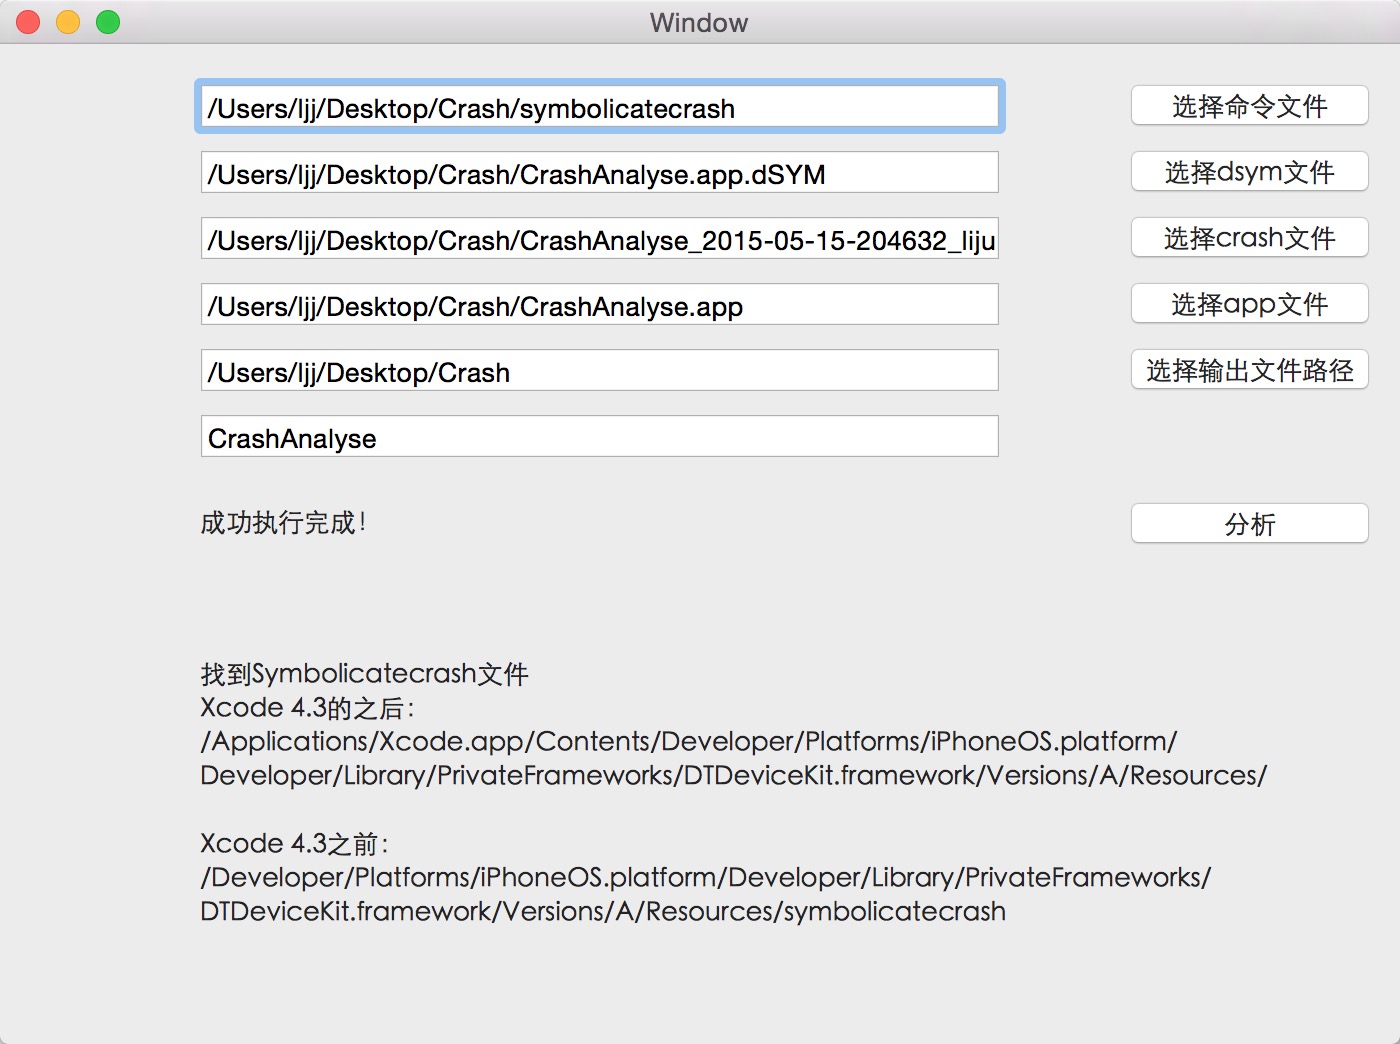 Window
/Users/ljj/Desktop/Crash/symbolicatecrash
选择命令文件
/Users/ljj/Desktop/Crash/CrashAnalyse.app.dSYM
选择dsym文件
/Users/ljj/Desktop/Crash/CrashAnalyse_2015-05-15-204632_liju
选择crash文件
/Users/ljj/Desktop/Crash/CrashAnalyse.app
选择app文件
/Users/ljj/Desktop/Crash
选择输出文件路径
CrashAnalyse
成功执行完成！
分析
找到Symbolicatecrash文件
Xcode 4.3的之后：
/Applications/Xcode.app/Contents/Developer/Platforms/iPhoneOS.platform/
Developer/Library/PrivateFrameworks/DTDeviceKit.framework/Versions/A/Resources/
Xcode 4.3之前：
/Developer/Platforms/iPhoneOS.platform/Developer/Library/PrivateFrameworks/
DTDeviceKit.framework/Versions/A/Resources/symbolicatecrash